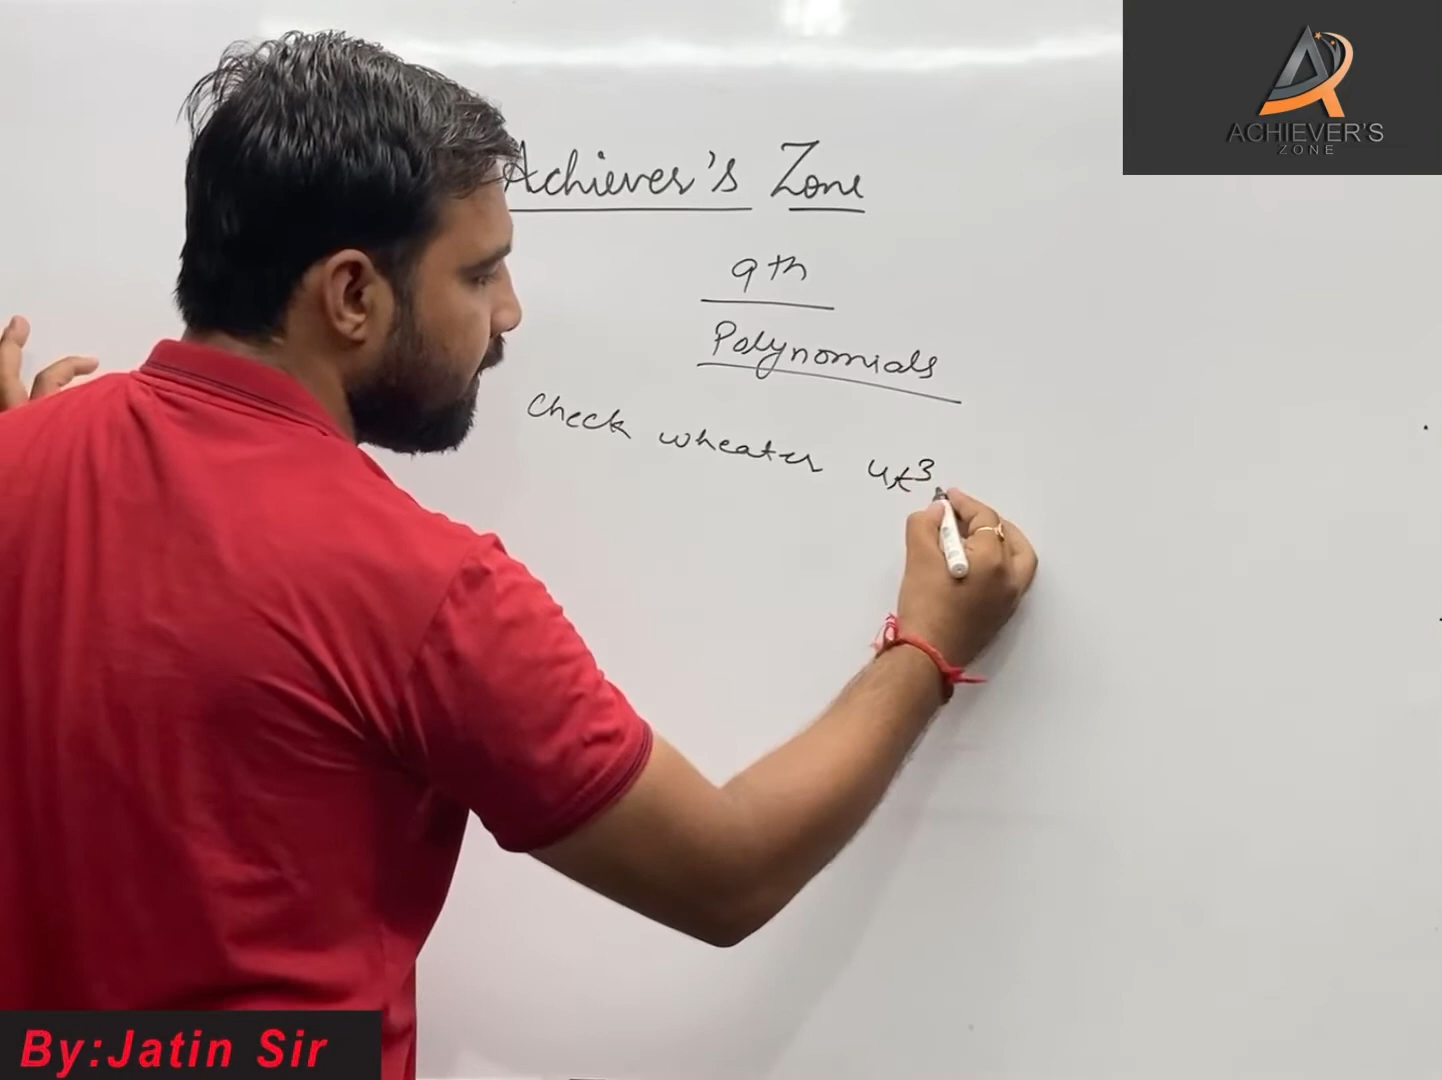 ACHIEVER'S
ZONE
Achiever's Zone
9th
Polynomials
check wheater 4t³
By:Jatin Sir